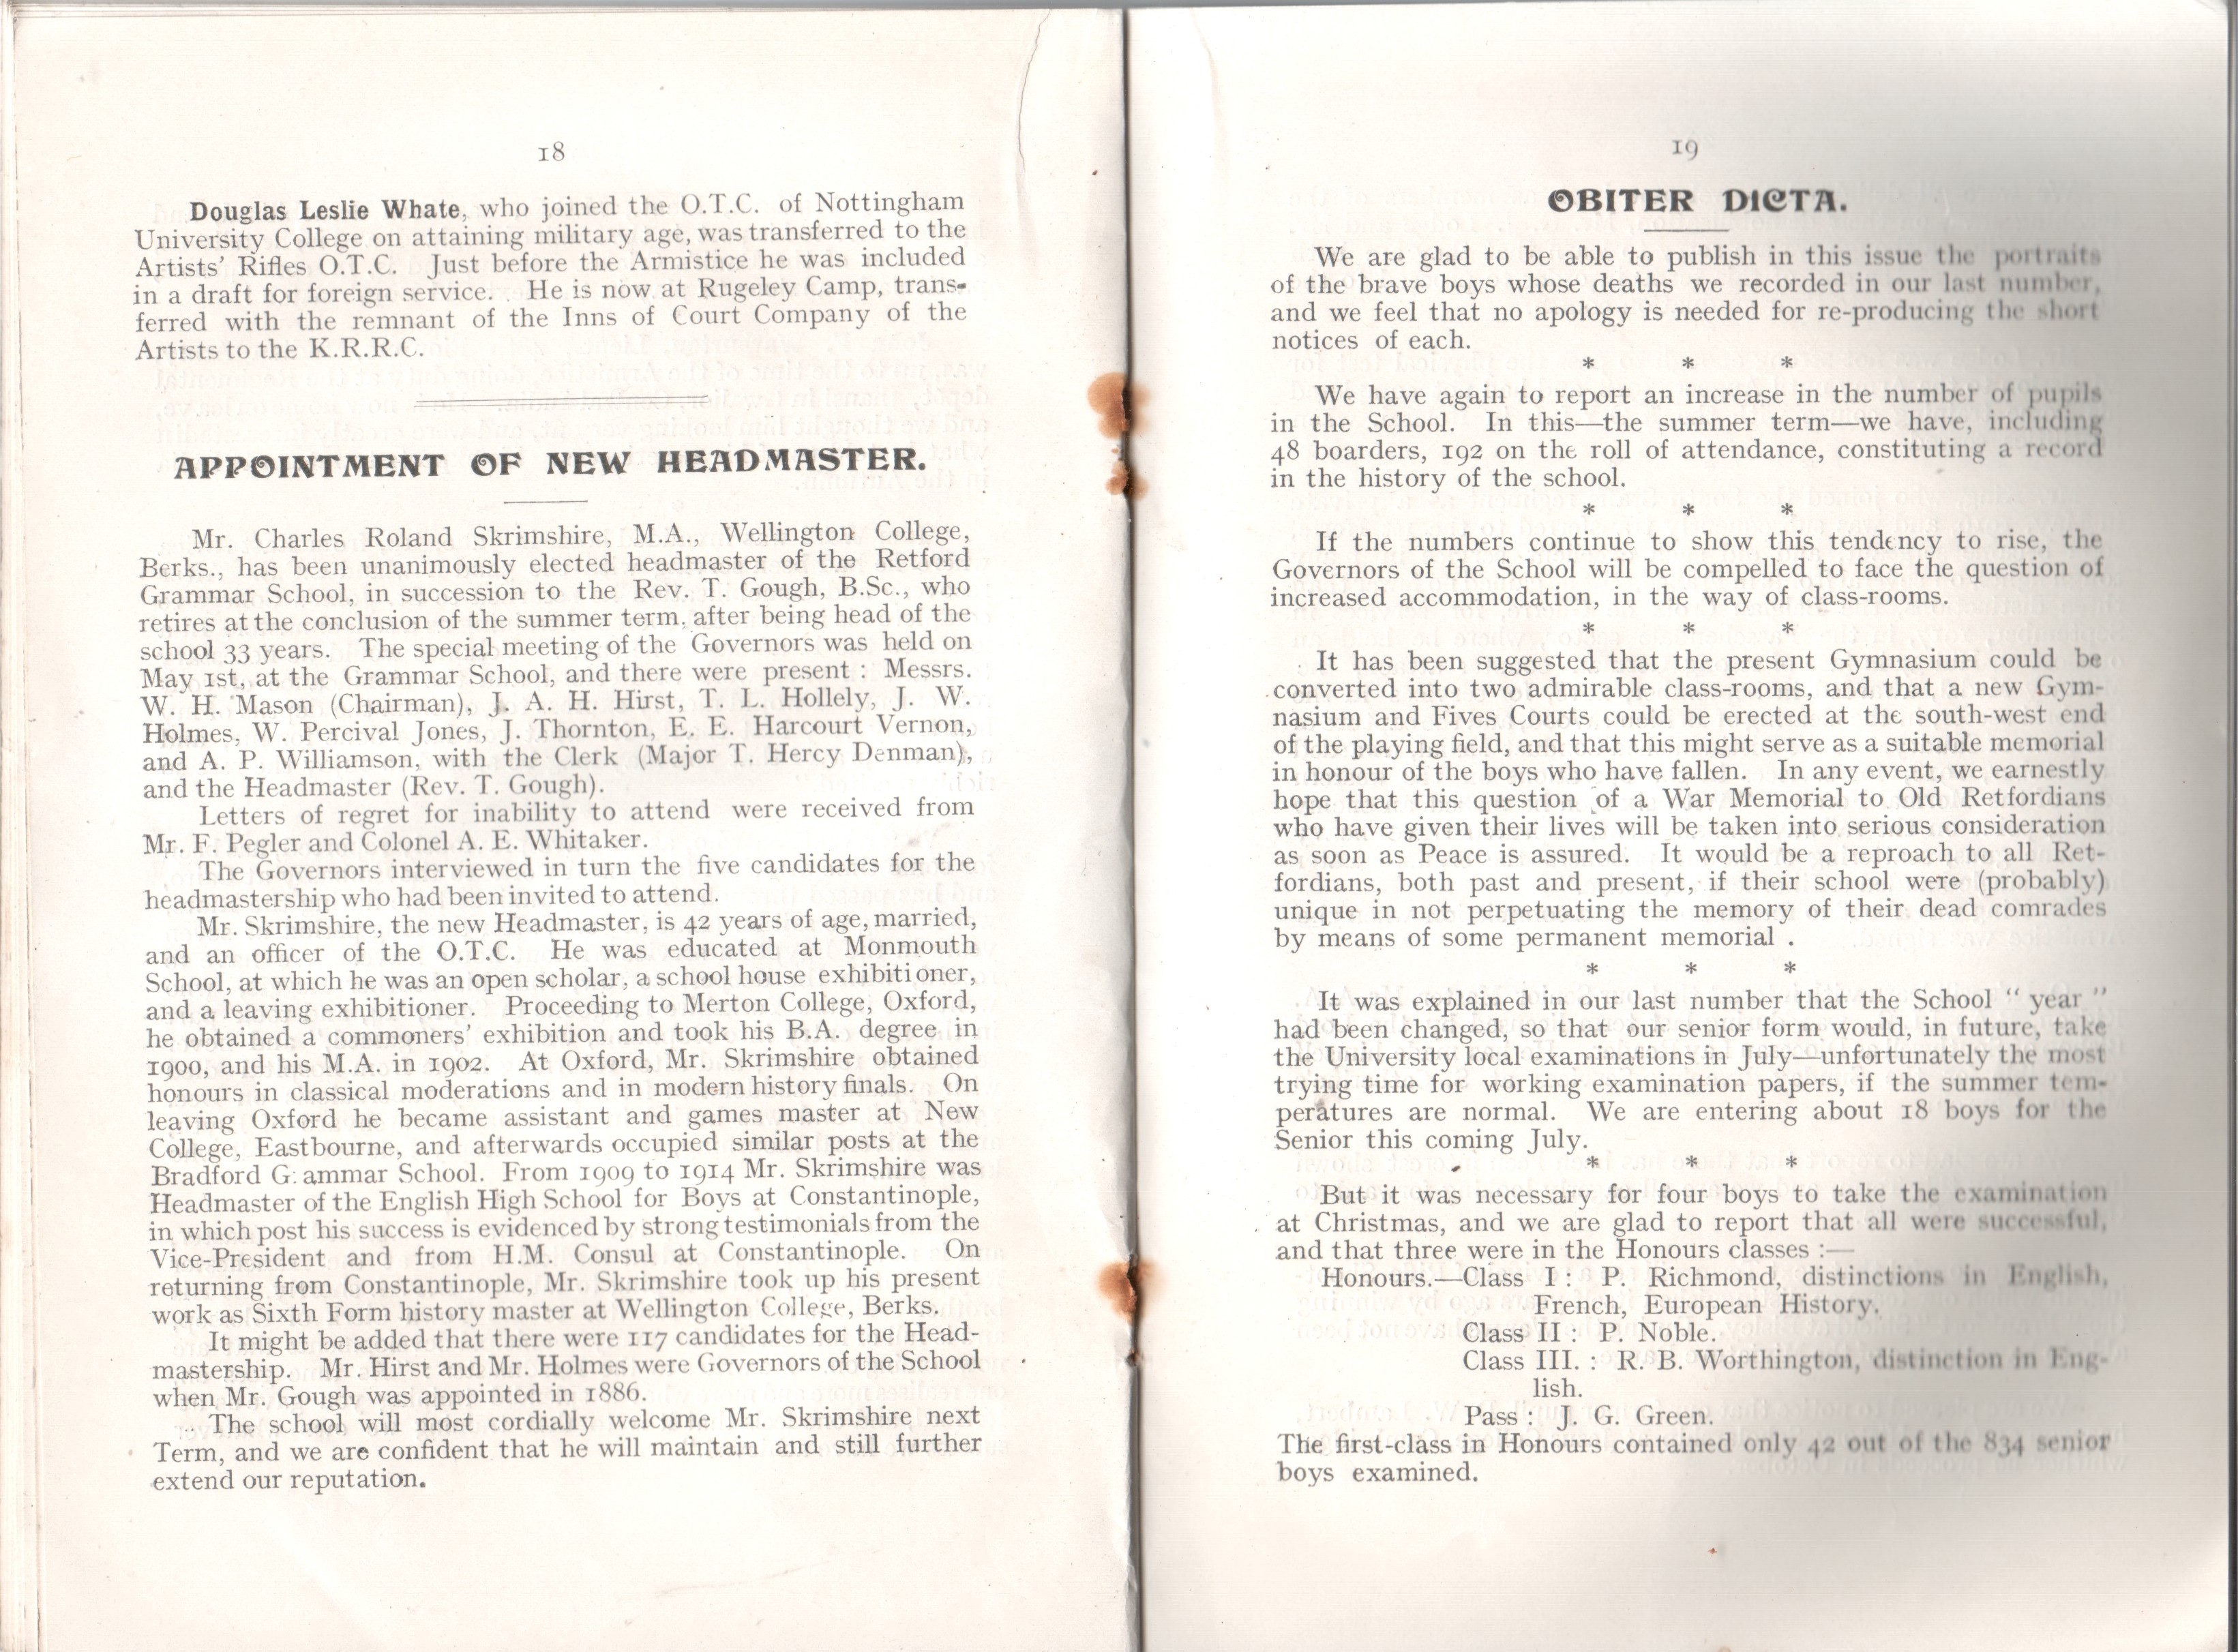 18
Douglas Leslie Whate, who joined the O.T.C. of Nottingham
University College on attaining military age, was transferred to the
Artists' Rifles O.T.C. Just before the Armistice he was included
in a draft for foreign service. He is now at Rugeley Camp, trans-
ferred with the remnant of the Inns of Court Company of the
Artists to the K.R.R.C.
APPOINTMENT OF NEW HEADMASTER.
Mr. Charles Roland Skrimshire, M.A., Wellington College,
Berks., has been unanimously elected headmaster of the Retford
Grammar School, in succession to the Rev. T. Gough, B.Sc., who
retires at the conclusion of the summer term, after being head of the
school 33 years. The special meeting of the Governors was held on
May 1st, at the Grammar School, and there were present : Messrs.
W. H. Mason (Chairman), J. A. H. Hirst, T. L. Hollely, J. W.
Holmes, W. Percival Jones, J. Thornton, E. E. Harcourt Vernon,
and A. P. Williamson, with the Clerk (Major T. Hercy Denman),
and the Headmaster (Rev. T. Gough).
Letters of regret for inability to attend were received from
Mr. F. Pegler and Colonel A. E. Whitaker.
The Governors interviewed in turn the five candidates for the
headmastership who had been invited to attend.
Mr. Skrimshire, the new Headmaster, is 42 years of age, married,
and an officer of the O.T.C. He was educated at Monmouth
School, at which he was an open scholar, a school house exhibitioner,
and a leaving exhibitioner. Proceeding to Merton College, Oxford,
he obtained a commoners' exhibition and took his B.A. degree in
1900, and his M.A. in 1902. At Oxford, Mr. Skrimshire obtained
honours in classical moderations and in modern history finals. On
leaving Oxford he became assistant and games master at New
College, Eastbourne, and afterwards occupied similar posts at the
Bradford G ammar School. From 1909 to 1914 Mr. Skrimshire was
Headmaster of the English High School for Boys at Constantinople,
in which post his success is evidenced by strong testimonials from the
Vice-President and from H.M. Consul at Constantinople. On
returning from Constantinople, Mr. Skrimshire took up his present
work as Sixth Form history master at Wellington College, Berks.
It might be added that there were 117 candidates for the Head-
mastership. Mr. Hirst and Mr. Holmes were Governors of the School
when Mr. Gough was appointed in 1886.
The school will most cordially welcome Mr. Skrimshire next
Term, and we are confident that he will maintain and still further
extend our reputation.
19
OBITER DICTA.
We are glad to be able to publish in this issue the portraits
of the brave boys whose deaths we recorded in our last number,
and we feel that no apology is needed for re-producing the short
notices of each.
* * *
We have again to report an increase in the number of pupils
in the School. In this—the summer term—we have, including
48 boarders, 192 on the roll of attendance, constituting a record
in the history of the school.
* * *
If the numbers continue to show this tendency to rise, the
Governors of the School will be compelled to face the question of
increased accommodation, in the way of class-rooms.
* * *
It has been suggested that the present Gymnasium could be
converted into two admirable class-rooms, and that a new Gym-
nasium and Fives Courts could be erected at the south-west end
of the playing field, and that this might serve as a suitable memorial
in honour of the boys who have fallen. In any event, we earnestly
hope that this question of a War Memorial to Old Retfordians
who have given their lives will be taken into serious consideration
as soon as Peace is assured. It would be a reproach to all Ret-
fordians, both past and present, if their school were (probably)
unique in not perpetuating the memory of their dead comrades
by means of some permanent memorial .
* * *
It was explained in our last number that the School " year "
had been changed, so that our senior form would, in future, take
the University local examinations in July—unfortunately the most
trying time for working examination papers, if the summer tem-
peratures are normal. We are entering about 18 boys for the
Senior this coming July.
* * *
But it was necessary for four boys to take the examination
at Christmas, and we are glad to report that all were successful,
and that three were in the Honours classes :—
Honours.—Class I : P. Richmond, distinctions in English,
French, European History.
Class II : P. Noble.
Class III. : R. B. Worthington, distinction in Eng-
lish.
Pass : J. G. Green.
The first-class in Honours contained only 42 out of the 834 senior
boys examined.